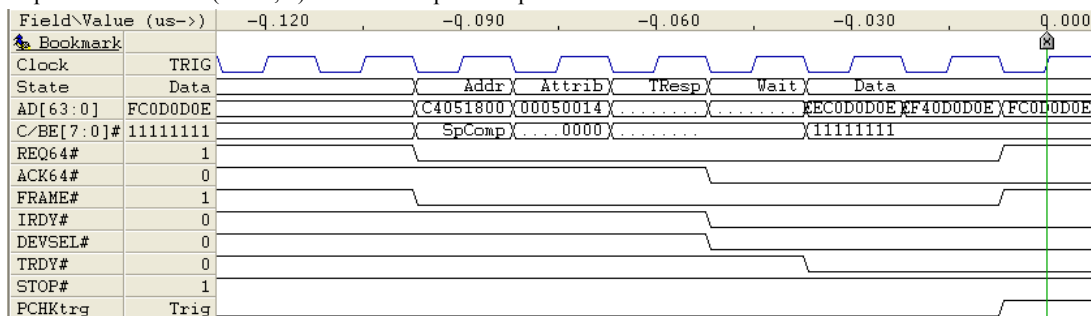 Field\Value (us->) -0.120 -0.090 -0.060 -0.030 0.000
Bookmark
Clock TRIG
State Data Addr Attrib TResp Wait Data
AD[63:0] FC0D0D0E C4051800 00050014 ........ ........ EEC0D0D0E EF40D0D0E FC0D0D0E
C/BE[7:0]# 11111111 SpComp ....0000 ........ 11111111
REQ64# 1
ACK64# 0
FRAME# 1
IRDY# 0
DEVSEL# 0
TRDY# 0
STOP# 1
PCHKtrg Trig